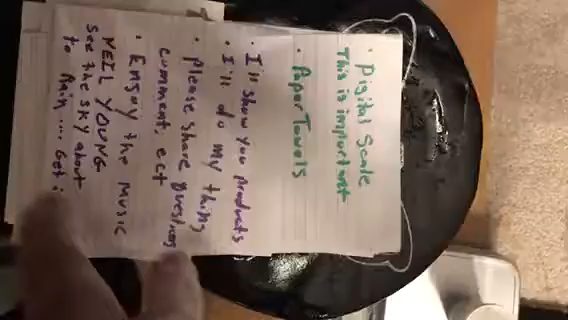 • Digital Scale
This is important
• Paper Towels
• I'll show you products
• I'll do my thing
• Please share questions
comment, ect
• Enjoy the music
NEIL YOUNG
See the sky about
to Rain... Get